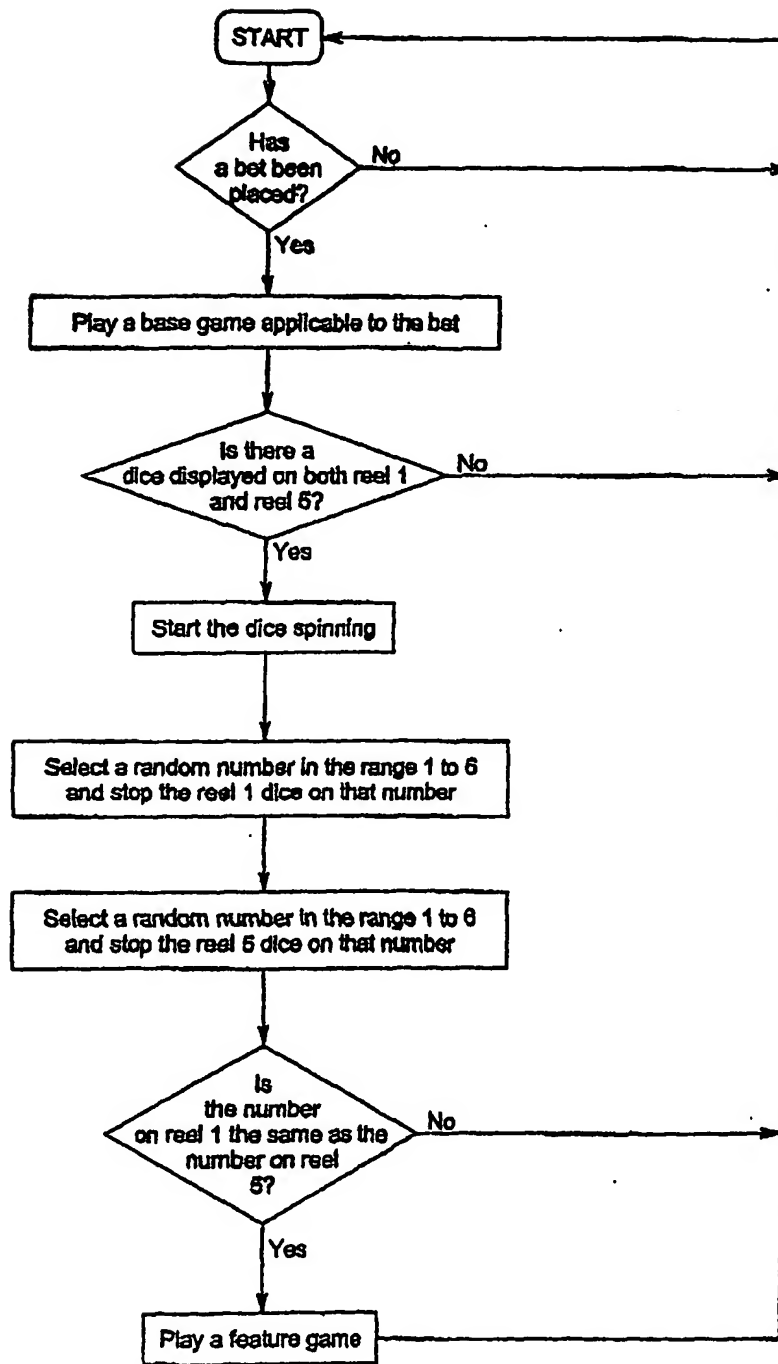 START
Has
a bet been
placed?
No
Yes
Play a base game applicable to the bet
Is there a
dice displayed on both reel 1
and reel 5?
No
Yes
Start the dice spinning
Select a random number in the range 1 to 6
and stop the reel 1 dice on that number
Select a random number in the range 1 to 6
and stop the reel 5 dice on that number
Is
the number
on reel 1 the same as the
number on reel
5?
No
Yes
Play a feature game